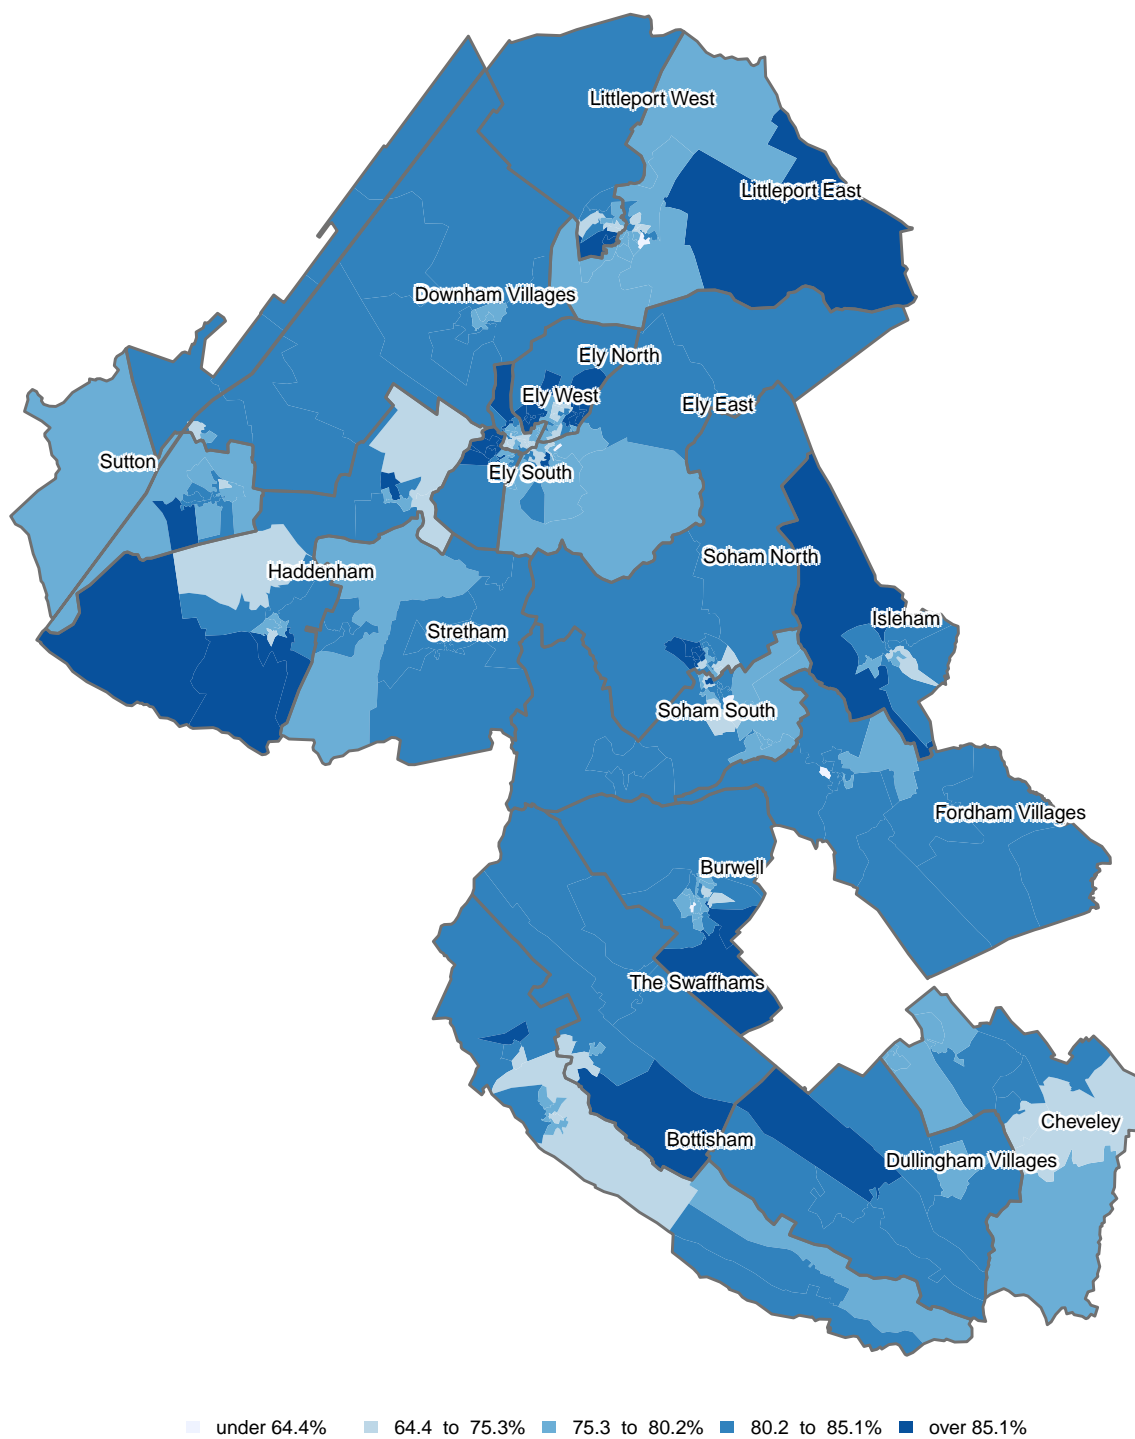 Littleport West
Littleport East
Downham Villages
Ely North
Ely West
Ely East
Sutton
Ely South
Soham North
Haddenham
Isleham
Stretham
Soham South
Fordham Villages
Burwell
The Swaffhams
Cheveley
Bottisham
Dullingham Villages
under 64.4% 64.4 to 75.3% 75.3 to 80.2% 80.2 to 85.1% over 85.1%